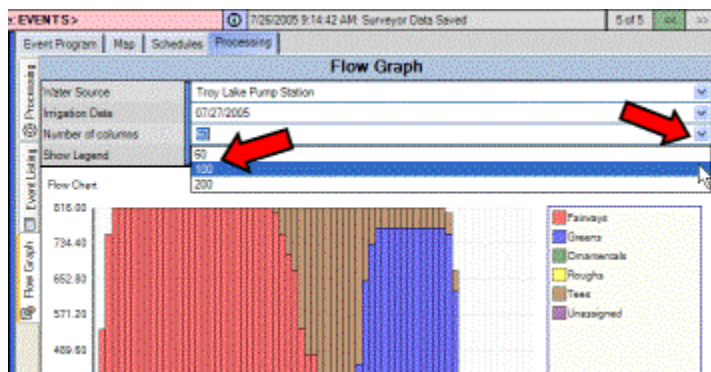 e: EVENTS > 7/26/2005 9:14:42 AM: Surveyor Data Saved 5 of 5 << >>
Event Program Map Schedules Processing
Flow Graph
Water Source Troy Lake Pump Station
Irrigation Date 07/27/2005
Number of columns 50
Show Legend 50
100
200
Processing
Event Listing
Flow Graph
Flow Chart
816.00
734.40
652.80
571.20
489.60
Fairways
Greens
Ornamentals
Roughs
Tees
Unassigned